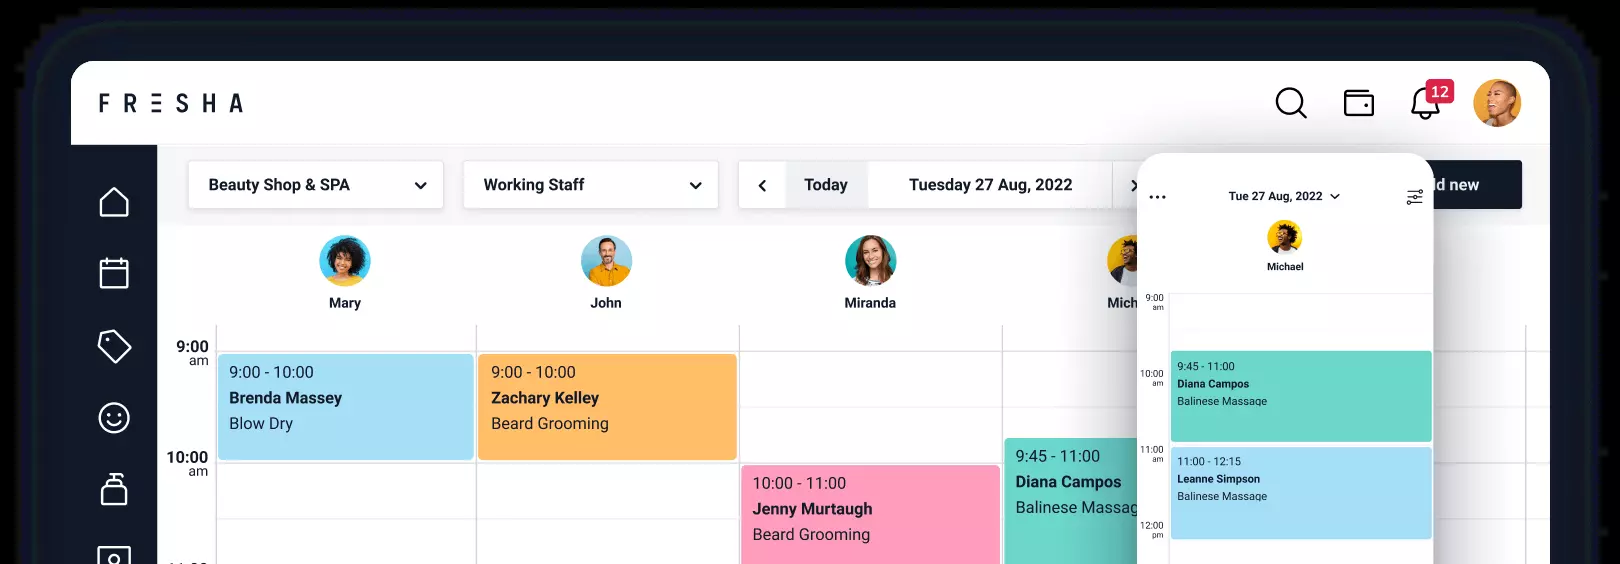 FRESHA
12
Beauty Shop & SPA
Working Staff
Today
Tuesday 27 Aug, 2022
new
Mary
John
Miranda
9:00
am
10:00
am
9:00 - 10:00
Brenda Massey
Blow Dry
9:00 - 10:00
Zachary Kelley
Beard Grooming
10:00 - 11:00
Jenny Murtaugh
Beard Grooming
9:45 - 11:00
Diana Campos
Balinese
Tue 27 Aug, 2022
Michael
9:00
am
10:00
am
11:00
am
12:00
pm
9:45 - 11:00
Diana Campos
Balinese Massage
11:00 - 12:15
Leanne Simpson
Balinese Massage